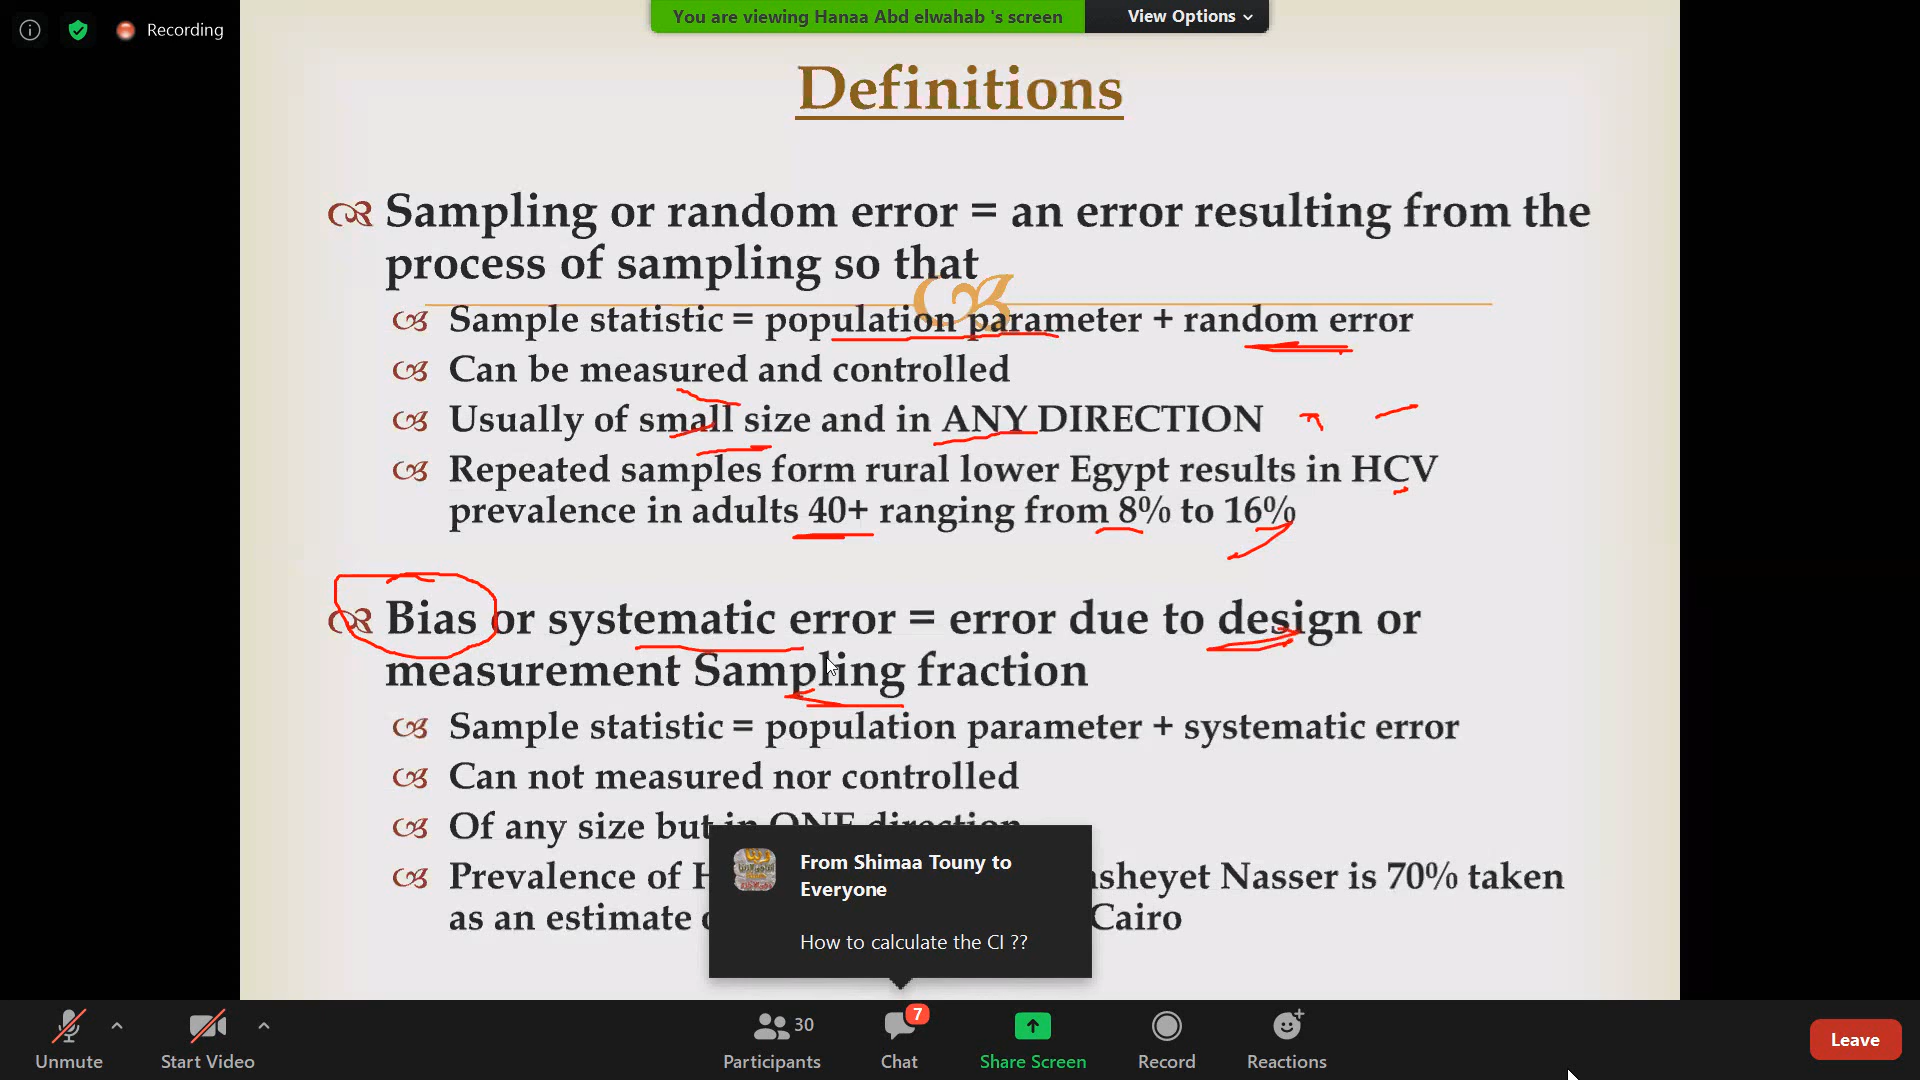 Recording
You are viewing Hanaa Abd elwahab 's screen
View Options
Definitions
Sampling or random error = an error resulting from the
process of sampling so that
Sample statistic = population parameter + random error
Can be measured and controlled
Usually of small size and in ANY DIRECTION
Repeated samples form rural lower Egypt results in HCV
prevalence in adults 40+ ranging from 8% to 16%
Bias or systematic error = error due to design or
measurement Sampling fraction
Sample statistic = population parameter + systematic error
Can not measured nor controlled
Of any size but in ONE direction
Prevalence of Nasser is 70% taken
as an estimate Cairo
From Shimaa Touny to
Everyone
How to calculate the CI ??
Unmute
Start Video
30
Participants
7
Chat
Share Screen
Record
Reactions
Leave